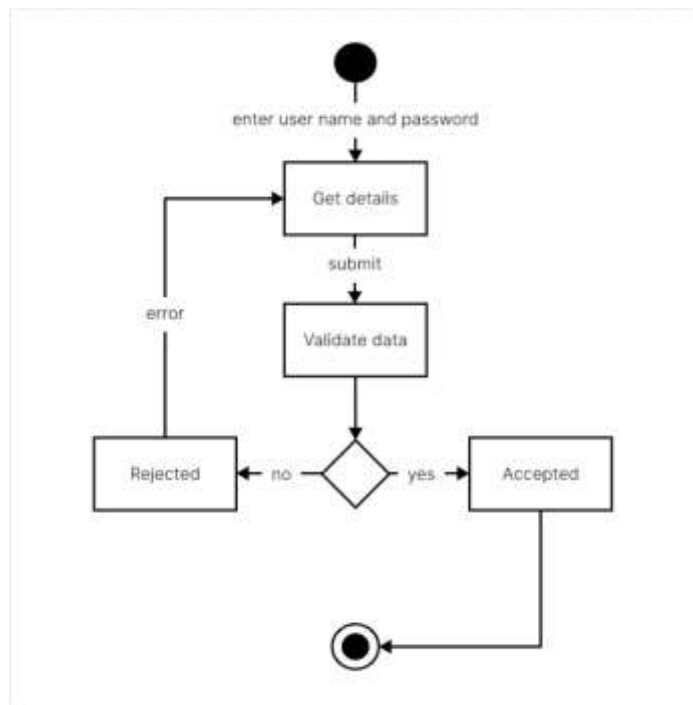 enter user name and password
Get details
submit
error
Validate data
Rejected
no
yes
Accepted